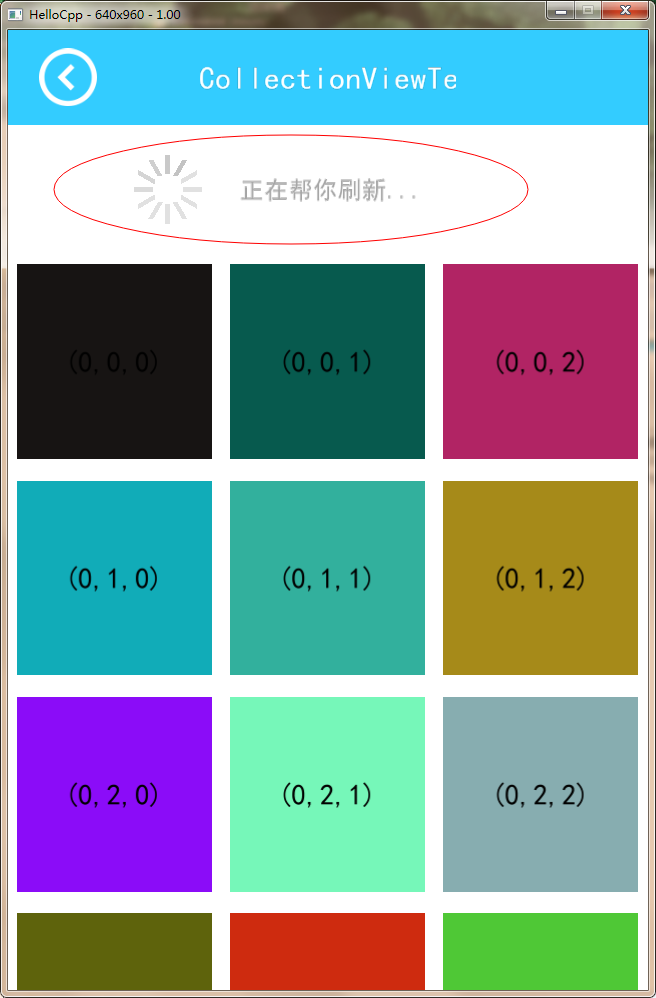 HelloCpp - 640x960 - 1.00
CollectionViewTe
正在帮你刷新...
(0,0,0) (0,0,1) (0,0,2)
(0,1,0) (0,1,1) (0,1,2)
(0,2,0) (0,2,1) (0,2,2)